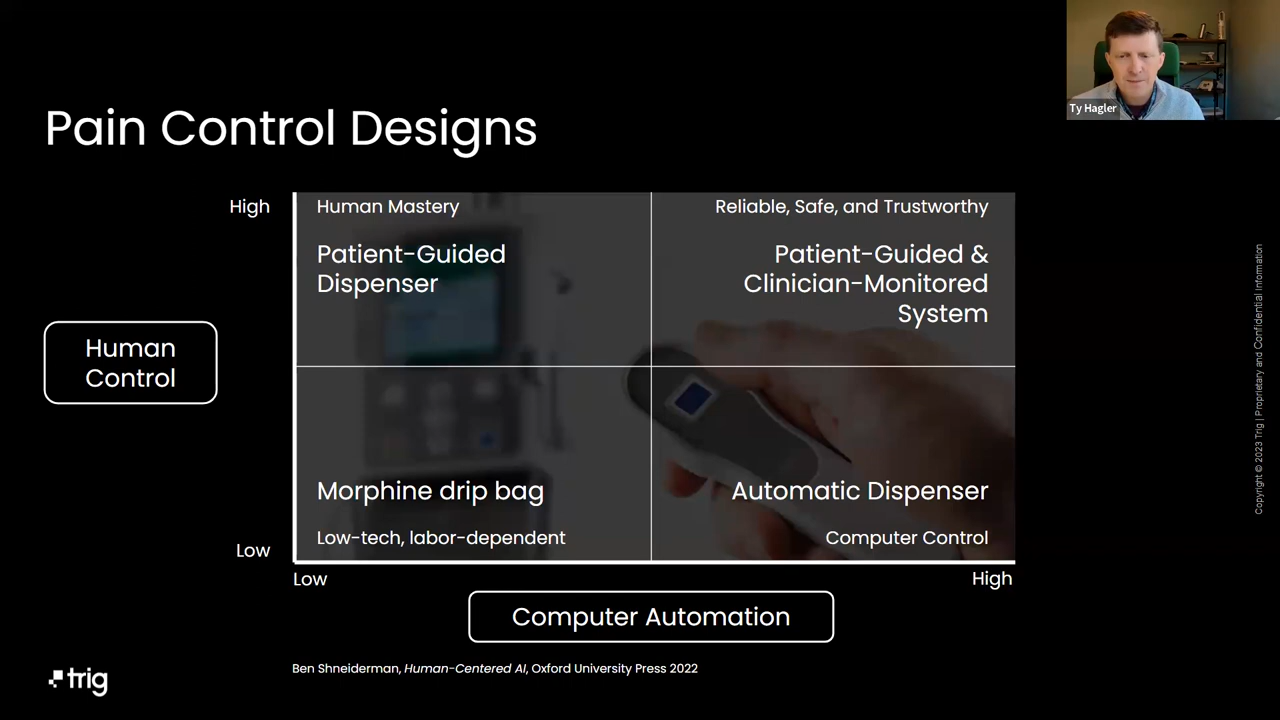 Ty Hagler
Pain Control Designs
High
Human Mastery
Reliable, Safe, and Trustworthy
Patient-Guided
Dispenser
Patient-Guided &
Clinician-Monitored
System
Human
Control
Morphine drip bag
Automatic Dispenser
Low-tech, labor-dependent
Computer Control
Low
Low
High
Computer Automation
Ben Shneiderman, Human-Centered AI, Oxford University Press 2022
trig
Copyright © 2023 Trig | Proprietary and Confidential Information